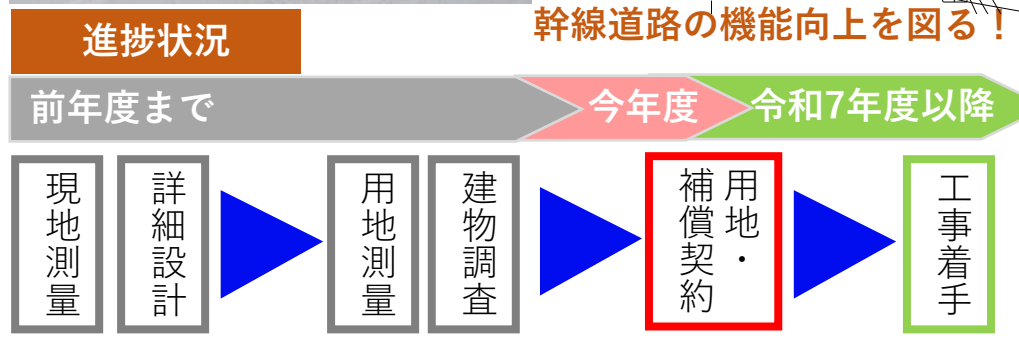 幹線道路の機能向上を図る！
進捗状況
前年度まで
今年度
令和7年度以降
現地測量
詳細設計
用地測量
建物調査
用地・
補償契約
工事着手